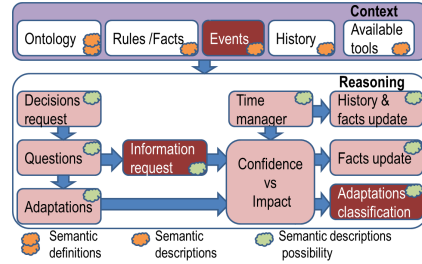 Context
Ontology
Rules /Facts
Events
History
Available
tools
Reasoning
Decisions
request
Time
manager
History &
facts update
Questions
Information
request
Confidence
vs
Impact
Facts update
Adaptations
Adaptations
classification
Semantic
definitions
Semantic
descriptions
Semantic descriptions
possibility